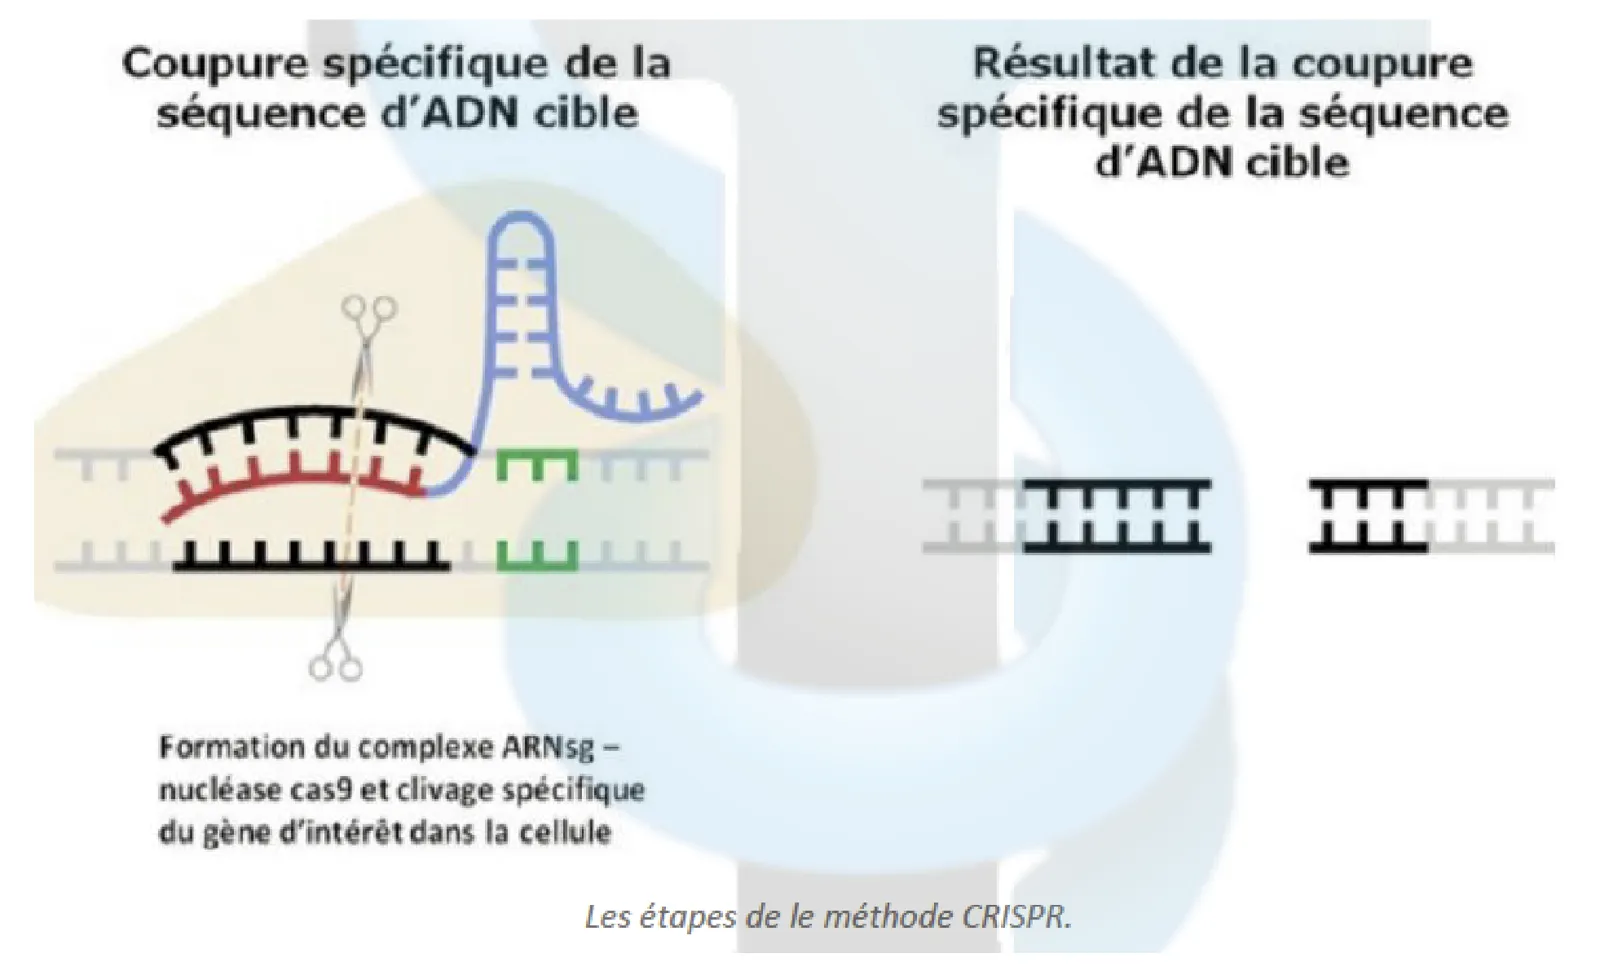 Coupure spécifique de la
séquence d'ADN cible
Résultat de la coupure
spécifique de la séquence
d'ADN cible
Formation du complexe ARNsg –
nucléase cas9 et clivage spécifique
du gène d'intérêt dans la cellule
Les étapes de le méthode CRISPR.